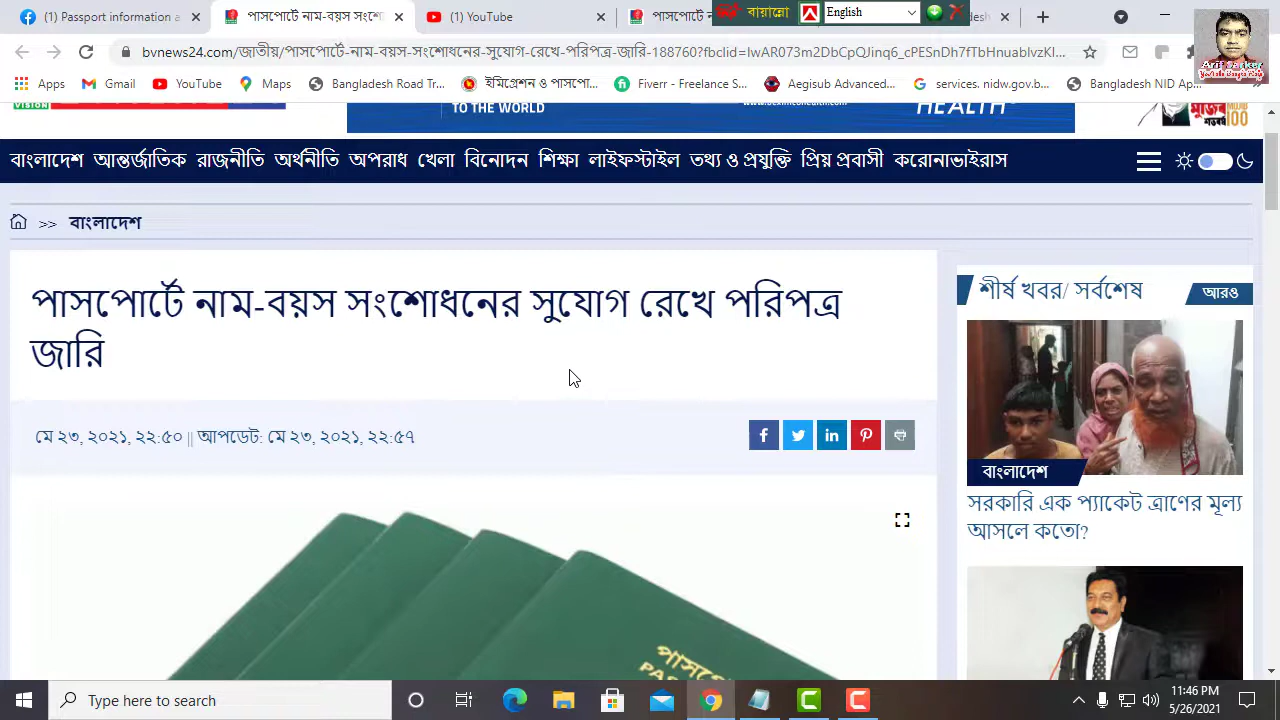 (1) Passport information a
পাসপোর্টে নাম-বয়স সংশো
(1) YouTube
বায়ান্নো
English
bvnews24.com/জাতীয়/পাসপোর্টে-নাম-বয়স-সংশোধনের-সুযোগ-রেখে-পরিপত্র-জারি-188760?fbclid=IwAR073m2DbCpQJinq6_cPESnDh7fTbHnuablvzKl...
Arif Sarker
Apps
Gmail
YouTube
Maps
Bangladesh Road Tr...
ইমিগ্রেশন ও পাসপো...
Fiverr - Freelance S...
Aegisub Advanced...
services. nidw.gov.b...
Bangladesh NID Ap...
VISION
TO THE WORLD
HEALTH
100
বাংলাদেশ আন্তর্জাতিক রাজনীতি অর্থনীতি অপরাধ খেলা বিনোদন শিক্ষা লাইফস্টাইল তথ্য ও প্রযুক্তি প্রিয় প্রবাসী করোনাভাইরাস
>> বাংলাদেশ
পাসপোর্টে নাম-বয়স সংশোধনের সুযোগ রেখে পরিপত্র
জারি
মে ২৩, ২০২১, ২২:৫০ || আপডেট: মে ২৩, ২০২১, ২২:৫৭
শীর্ষ খবর/ সর্বশেষ
আরও
বাংলাদেশ
সরকারি এক প্যাকেট ত্রাণের মূল্য
আসলে কতো?
Type here to search
11:46 PM
5/26/2021